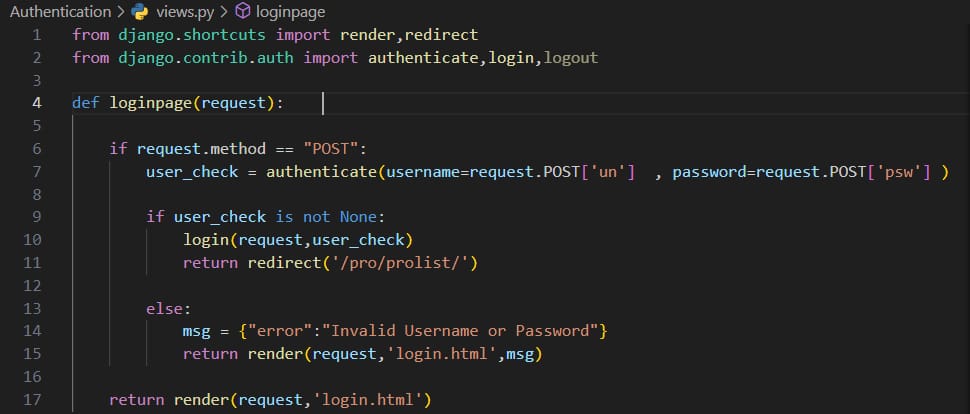 Authentication > views.py > loginpage
1 from django.shortcuts import render,redirect
2 from django.contrib.auth import authenticate,login,logout
3
4 def loginpage(request):
5
6     if request.method == "POST":
7         user_check = authenticate(username=request.POST['un']  , password=request.POST['psw'] )
8
9         if user_check is not None:
10             login(request,user_check)
11             return redirect('/pro/prolist/')
12
13         else:
14             msg = {"error":"Invalid Username or Password"}
15             return render(request,'login.html',msg)
16
17     return render(request,'login.html')